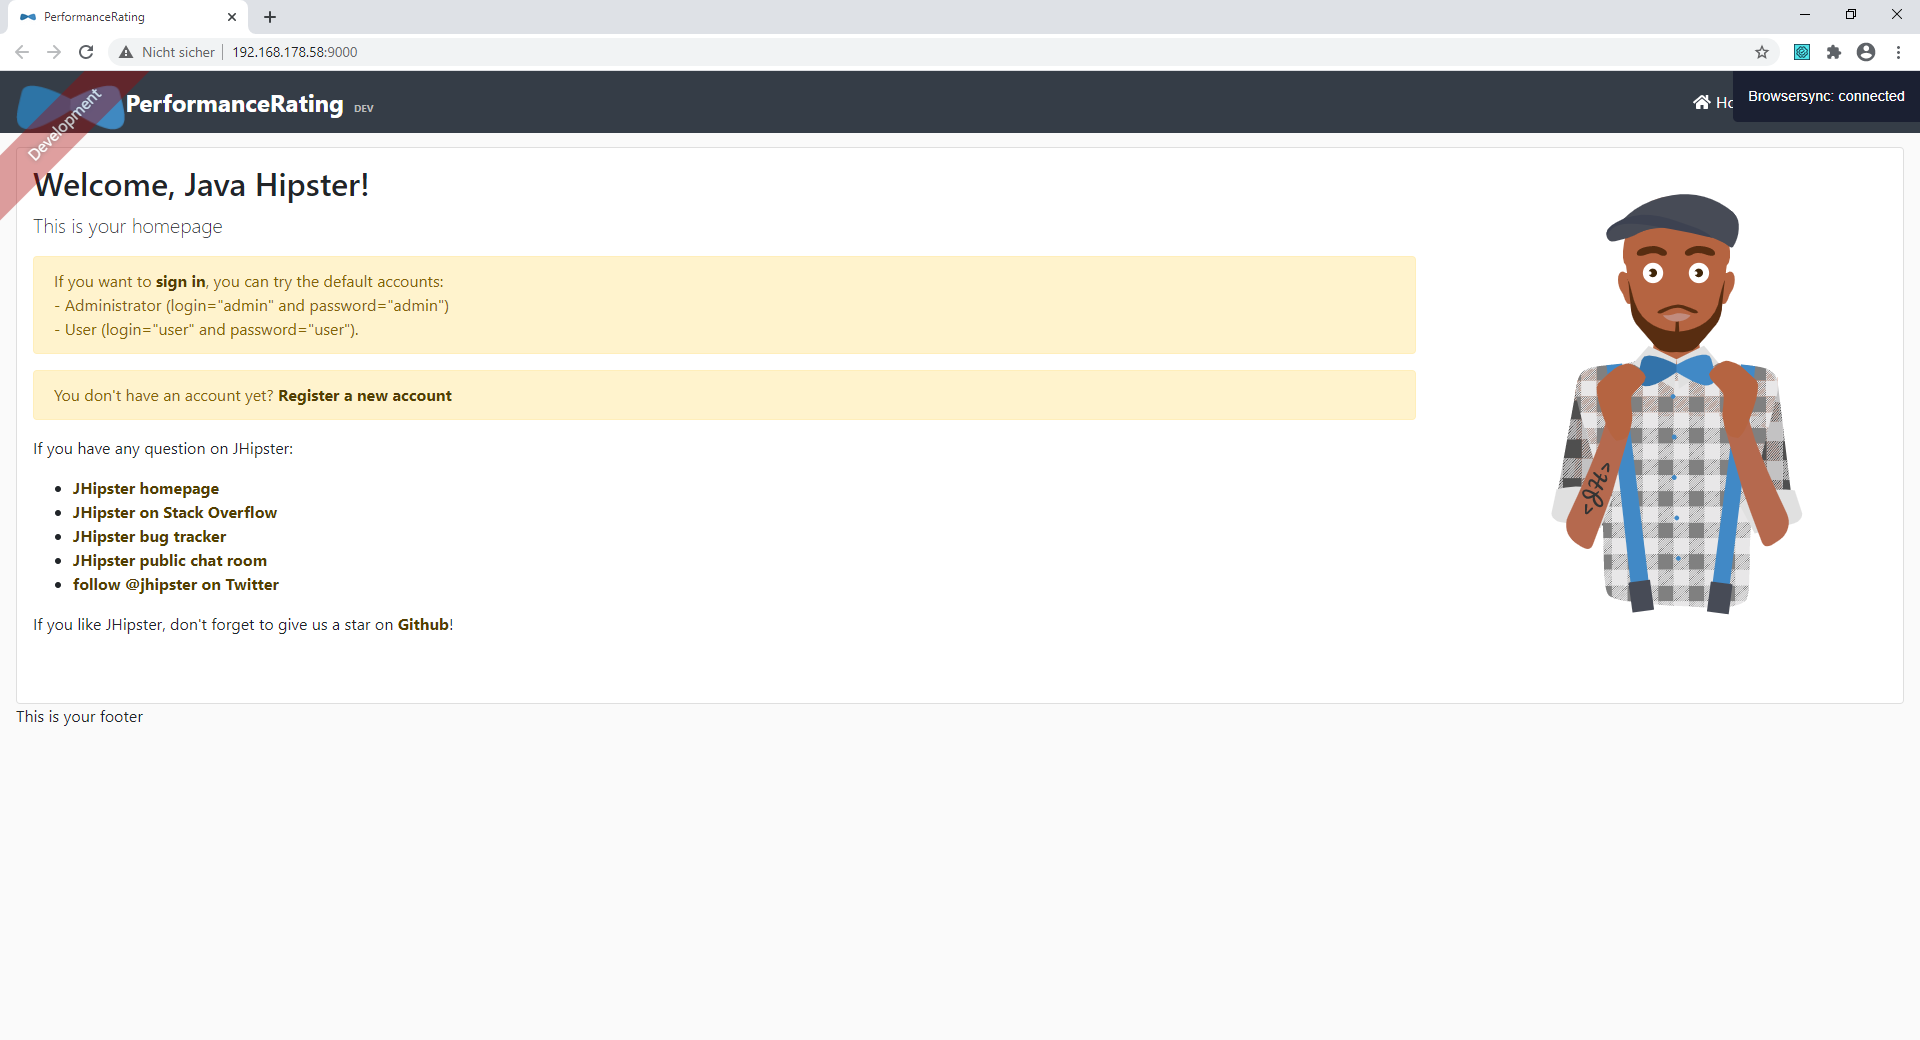 PerformanceRating
Nicht sicher 192.168.178.58:9000
Development
PerformanceRating DEV
Browsersync: connected
Welcome, Java Hipster!
This is your homepage
If you want to sign in, you can try the default accounts:
- Administrator (login="admin" and password="admin")
- User (login="user" and password="user").
You don't have an account yet? Register a new account
If you have any question on JHipster:
• JHipster homepage
• JHipster on Stack Overflow
• JHipster bug tracker
• JHipster public chat room
• follow @jhipster on Twitter
If you like JHipster, don't forget to give us a star on Github!
This is your footer